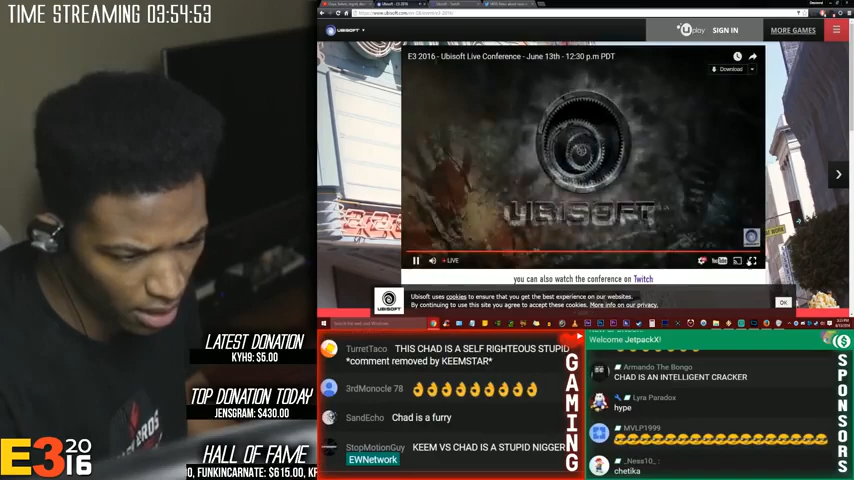 TIME STREAMING 03:54:53
UBISOFT
Uplay
SIGN IN
MORE GAMES
E3 2016 - Ubisoft Live Conference - June 13th - 12:30 p.m PDT
Download
UBISOFT
LIVE
you can also watch the conference on Twitch
Ubisoft uses cookies to ensure that you get the best experience on our websites.
By continuing to use this site you agree to accept these cookies. More info on our privacy.
OK
UBISOFT
LATEST DONATION
KYH9: $5.00
TOP DONATION TODAY
JENSGRAM: $430.00
HALL OF FAME
0, FUNKINCARNATE: $615.00, KF
E3 2016
TurretTaco THIS CHAD IS A SELF RIGHTEOUS STUPID
*comment removed by KEEMSTAR*
3rdMonocle 78 👌👌👌👌👌👌👌👌👌
SandEcho Chad is a furry
StopMotionGuy KEEM VS CHAD IS A STUPID NIGGER
EWNetwork
GAMING
Welcome JetpackX!
Armando The Bongo
CHAD IS AN INTELLIGENT CRACKER
Lyra Paradox
hype
MVLP1999
_Ness10_:
chetika
SPONSORS